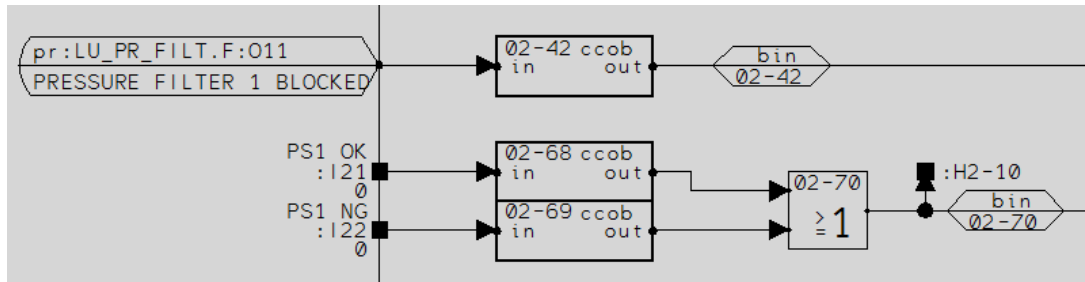 pr:LU_PR_FILT.F:O11
PRESSURE FILTER 1 BLOCKED
02-42 ccob
in out
bin
02-42
PS1 OK
:I21
0
02-68 ccob
in out
PS1 NG
:I22
0
02-69 ccob
in out
02-70
≥1
:H2-10
bin
02-70